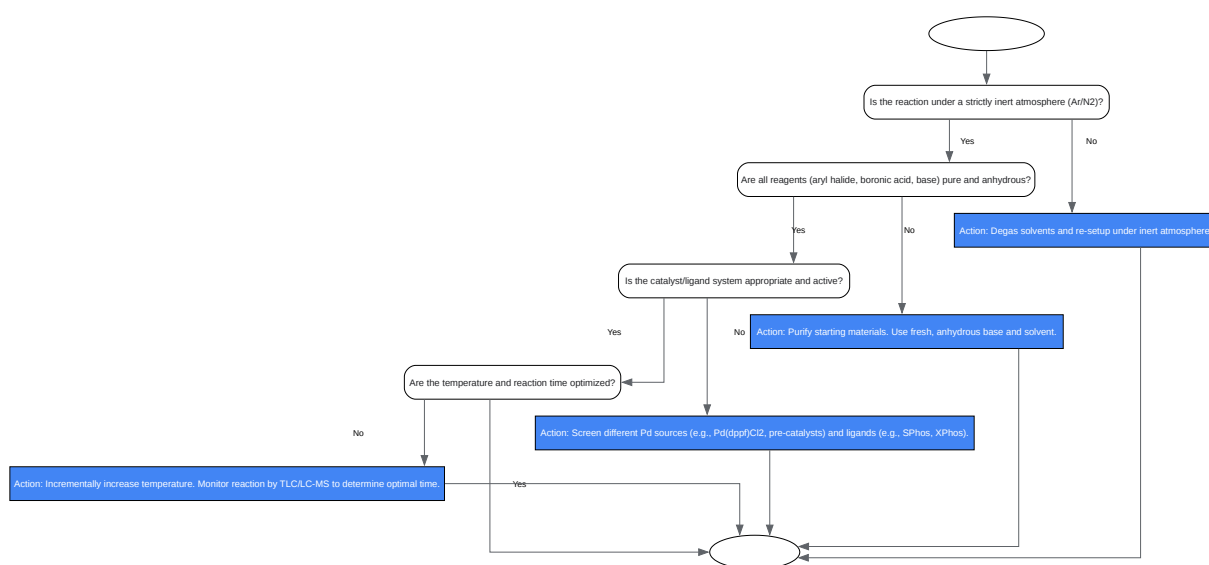 Is the reaction under a strictly inert atmosphere (Ar/N2)?
Yes
No
Are all reagents (aryl halide, boronic acid, base) pure and anhydrous?
Yes
No
Action: Degas solvents and re-setup under inert atmosphere
Is the catalyst/ligand system appropriate and active?
Yes
No
Action: Purify starting materials. Use fresh, anhydrous base and solvent.
Are the temperature and reaction time optimized?
No
Action: Screen different Pd sources (e.g., Pd(dppf)Cl2, pre-catalysts) and ligands (e.g., SPhos, XPhos).
Action: Incrementally increase temperature. Monitor reaction by TLC/LC-MS to determine optimal time.
Yes